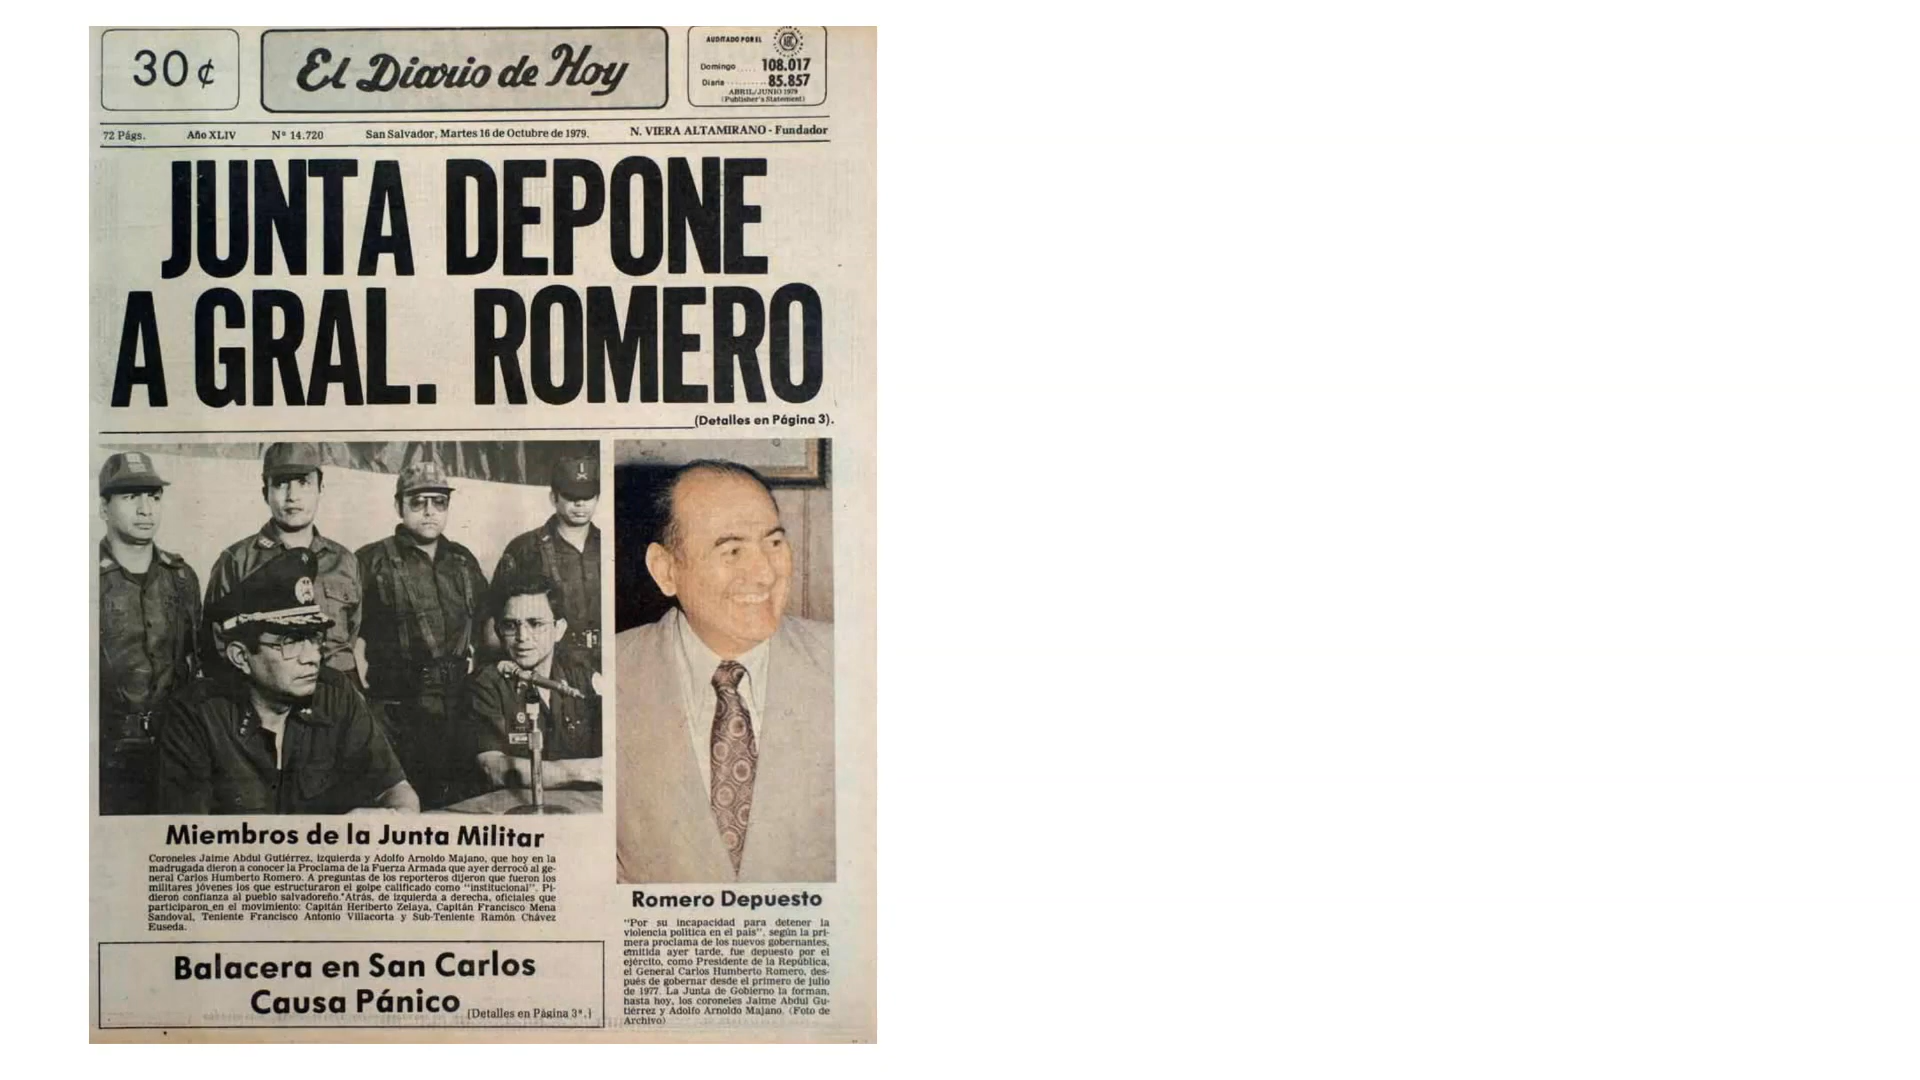 30 ¢
El Diario de Hoy
AUDITADO POR EL
Domingo ..... 108.017
Diaria .......... 85.857
ABRIL/JUNIO 1979
(Publisher's Statement)
72 Págs. Año XLIV N° 14.720 San Salvador, Martes 16 de Octubre de 1979. N. VIERA ALTAMIRANO - Fundador
JUNTA DEPONE
A GRAL. ROMERO
(Detalles en Página 3).
Miembros de la Junta Militar
Coroneles Jaime Abdul Gutiérrez, izquierda y Adolfo Arnoldo Majano, que hoy en la
madrugada dieron a conocer la Proclama de la Fuerza Armada que ayer derrocó al ge-
neral Carlos Humberto Romero. A preguntas de los reporteros dijeron que fueron los
militares jóvenes los que estructuraron el golpe calificado como "institucional". Pi-
dieron confianza al pueblo salvadoreño. Atrás, de izquierda a derecha, oficiales que
participaron en el movimiento: Capitán Heriberto Zelaya, Capitán Francisco Mena
Sandoval, Teniente Francisco Antonio Villacorta y Sub-Teniente Ramón Chávez
Euseda.
Balacera en San Carlos
Causa Pánico
(Detalles en Página 3ª.)
Romero Depuesto
"Por su incapacidad para detener la
violencia política en el país", según la pri-
mera proclama de los nuevos gobernantes,
emitida ayer tarde, fue depuesto por el
ejército, como Presidente de la República,
el General Carlos Humberto Romero, des-
pués de gobernar desde el primero de julio
de 1977. La Junta de Gobierno la forman,
hasta hoy, los coroneles Jaime Abdul Gu-
tiérrez y Adolfo Arnoldo Majano. (Foto de
Archivo)